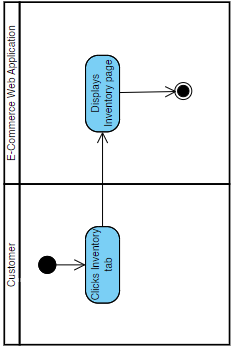 E-Commerce Web Application
Displays
Inventory page
Customer
Clicks Inventory
tab